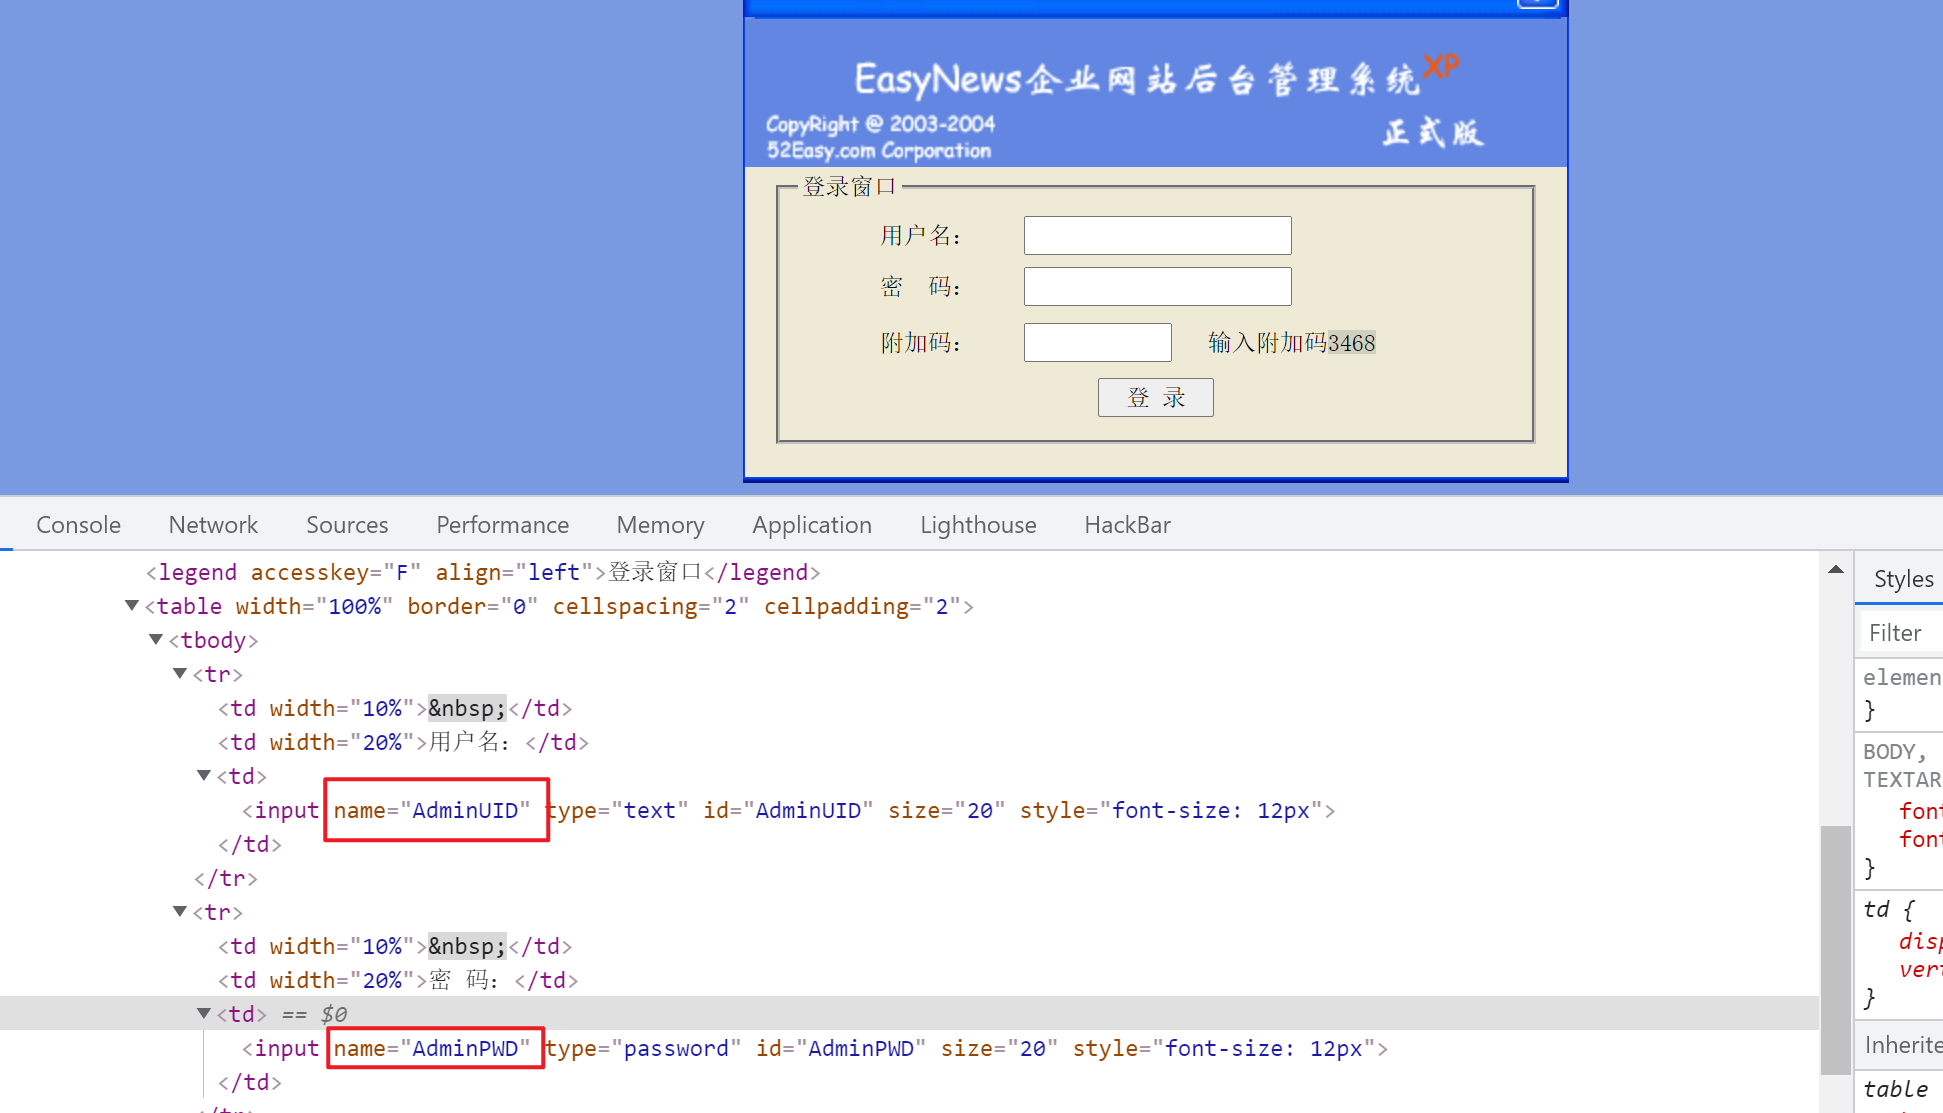 EasyNews企业网站后台管理系统XP
CopyRight @ 2003-2004
正式版
52Easy.com Corporation
登录窗口
用户名：
密 码：
附加码： 输入附加码3468
登 录
Console Network Sources Performance Memory Application Lighthouse HackBar
<legend accesskey="F" align="left">登录窗口</legend>
<table width="100%" border="0" cellspacing="2" cellpadding="2">
<tbody>
<tr>
<td width="10%">&nbsp;</td>
<td width="20%">用户名：</td>
<td>
<input name="AdminUID" type="text" id="AdminUID" size="20" style="font-size: 12px">
</td>
</tr>
<tr>
<td width="10%">&nbsp;</td>
<td width="20%">密 码：</td>
<td> == $0
<input name="AdminPWD" type="password" id="AdminPWD" size="20" style="font-size: 12px">
</td>
Styles
Filter
elemen
}
BODY,
TEXTAR
font
font
}
td {
disp
vert
}
Inherite
table